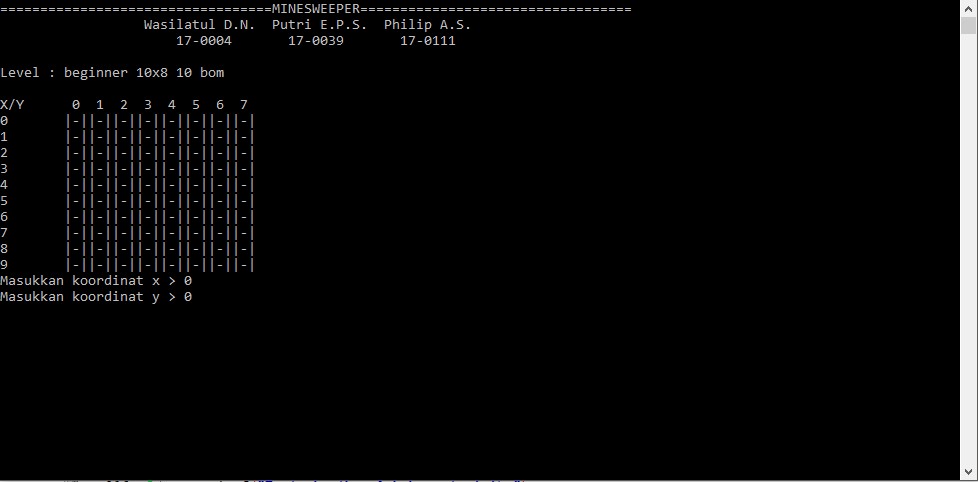 ==================================MINESWEEPER==================================
Wasilatul D.N.  Putri E.P.S.  Philip A.S.
17-0004       17-0039       17-0111
Level : beginner 10x8 10 bom
X/Y      0  1  2  3  4  5  6  7
0       |-||-||-||-||-||-||-||-|
1       |-||-||-||-||-||-||-||-|
2       |-||-||-||-||-||-||-||-|
3       |-||-||-||-||-||-||-||-|
4       |-||-||-||-||-||-||-||-|
5       |-||-||-||-||-||-||-||-|
6       |-||-||-||-||-||-||-||-|
7       |-||-||-||-||-||-||-||-|
8       |-||-||-||-||-||-||-||-|
9       |-||-||-||-||-||-||-||-|
Masukkan koordinat x > 0
Masukkan koordinat y > 0